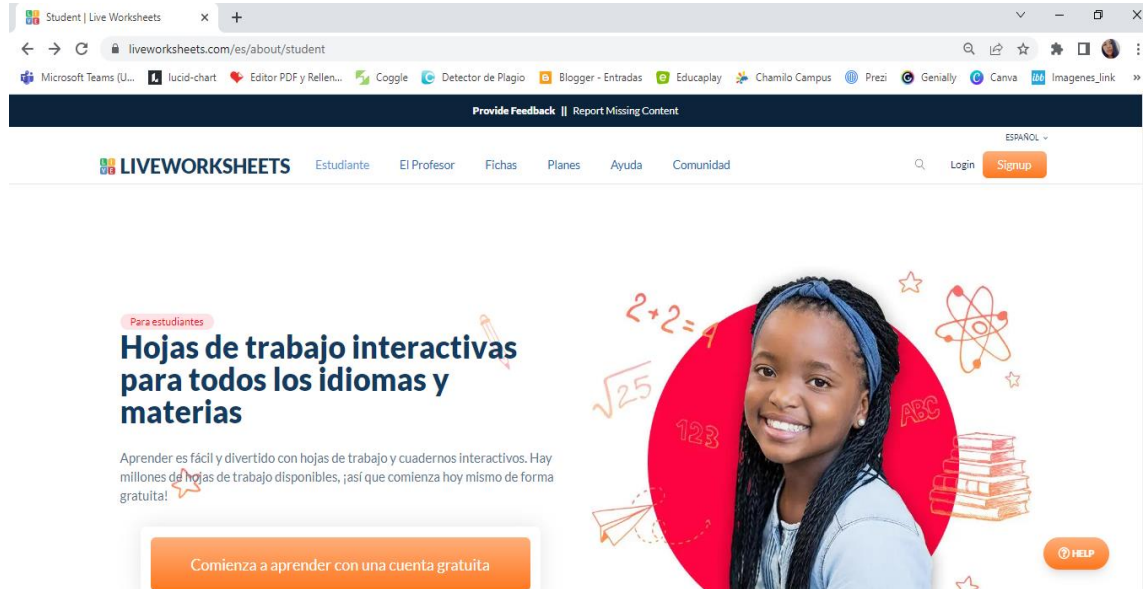 Student | Live Worksheets
liveworksheets.com/es/about/student
Microsoft Teams (U... lucid-chart Editor PDF y Rellen... Coggle Detector de Plagio Blogger - Entradas Educaplay Chamilo Campus Prezi Genially Canva Imagenes_link »
Provide Feedback || Report Missing Content
ESPAÑOL
LIVEWORKSHEETS Estudiante El Profesor Fichas Planes Ayuda Comunidad Login Signup
Para estudiantes
Hojas de trabajo interactivas
para todos los idiomas y
materias
Aprender es fácil y divertido con hojas de trabajo y cuadernos interactivos. Hay
millones de hojas de trabajo disponibles, ¡así que comienza hoy mismo de forma
gratuita!
Comienza a aprender con una cuenta gratuita
2+2=4
√25
123
ABC
HELP